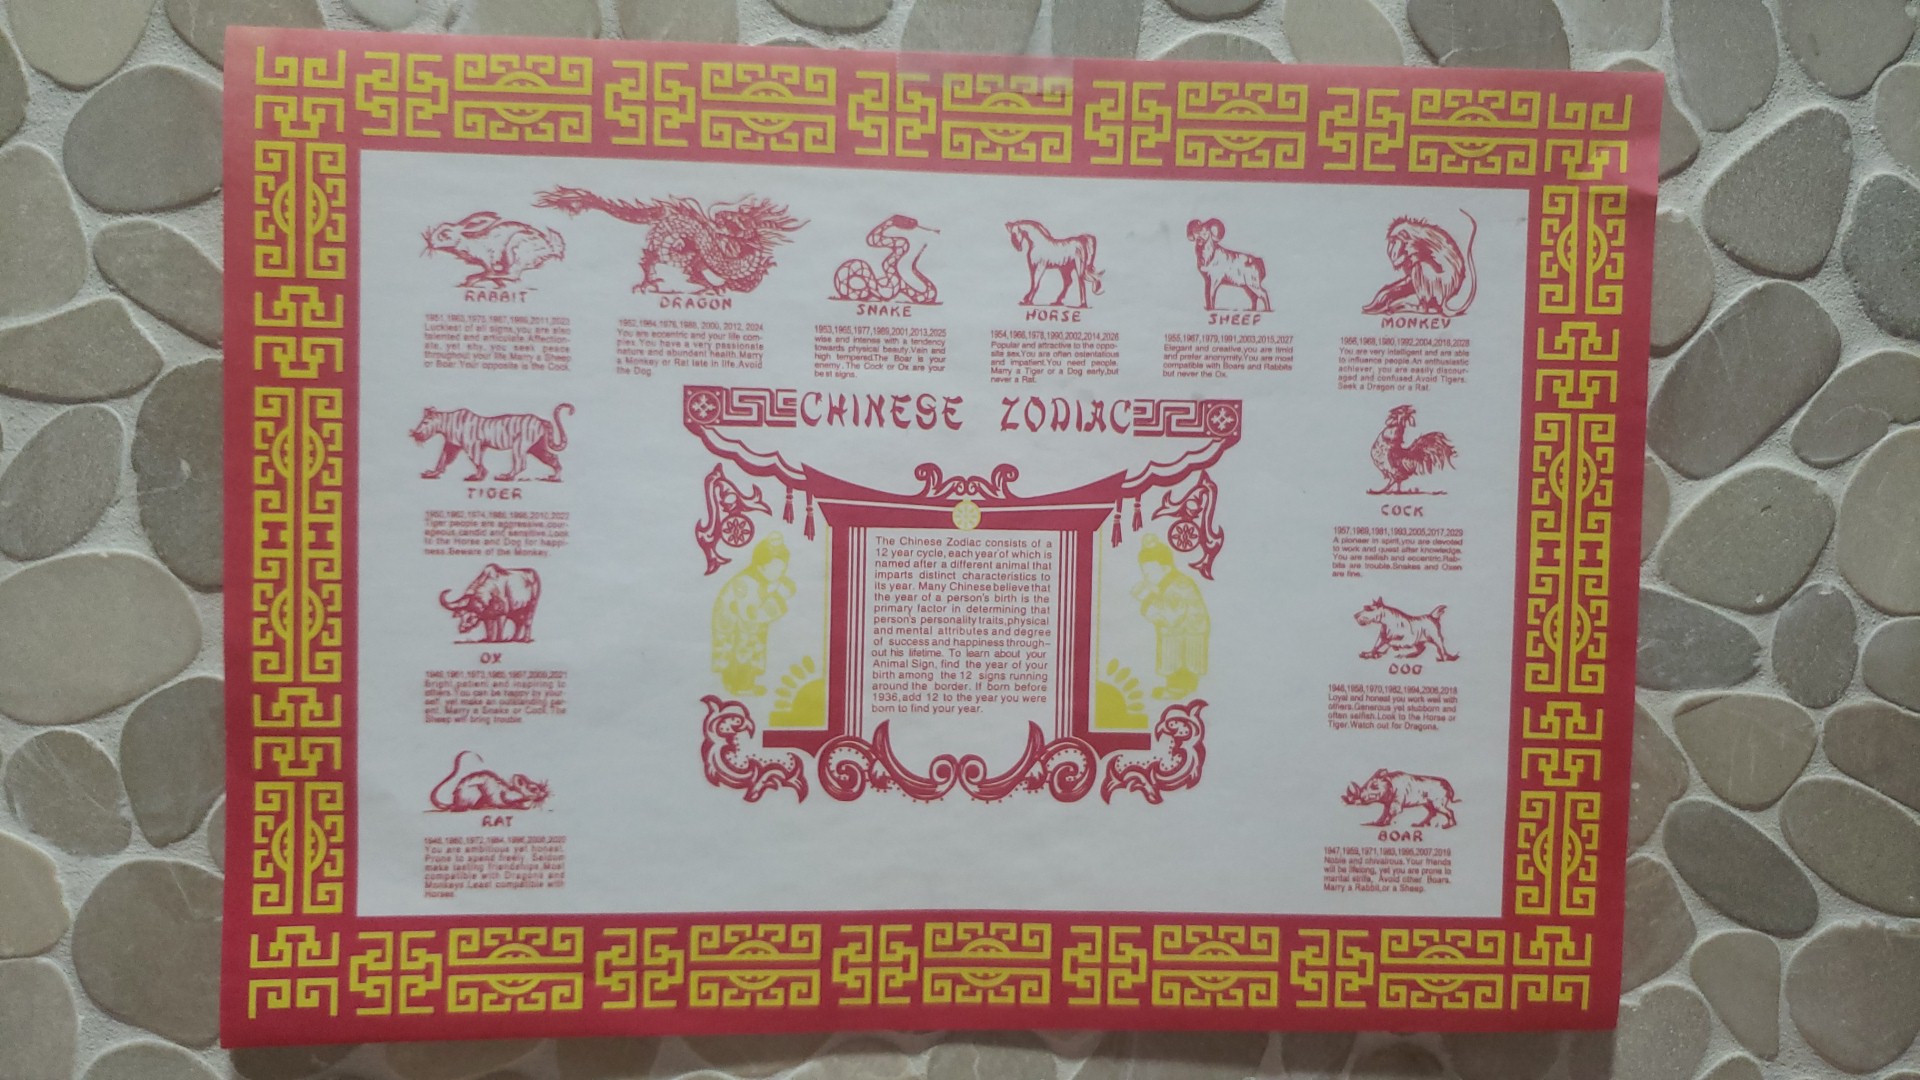 RABBIT
1951,1963,1975,1987,1999,2011,2023
Luckiest of all signs,you are also
talented and articulate.Affection-
ate, yet shy, you seek peace
throughout your life.Marry a Sheep
or Boar.Your opposite is the Cock.
DRAGON
1952,1964,1976,1988, 2000, 2012, 2024
You are eccentric and your life com-
plex.You have a very passionate
nature and abundant health.Marry
a Monkey or Rat late in life.Avoid
the Dog.
SNAKE
1953,1965,1977,1989,2001,2013,2025
wise and intense with a tendency
towards physical beauty.Vain and
high tempered.The Boar is your
enemy.The Cock or Ox are your
best signs.
HORSE
1954,1966,1978,1990,2002,2014,2026
Popular and attractive to the oppo-
site sex.You are often ostentatious
and impatient.You need people.
Marry a Tiger or a Dog early,but
never a Rat.
SHEEP
1955,1967,1979,1991,2003,2015,2027
Elegant and creative,you are timid
and prefer anonymity.You are most
compatible with Boars and Rabbits
but never the Ox.
MONKEY
1956,1968,1980,1992,2004,2016,2028
You are very intelligent and are able
to influence people.An enthusiastic
achiever, you are easily discour-
aged and confused.Avoid Tigers.
Seek a Dragon or a Rat.
CHINESE ZODIAC
TIGER
1950,1962,1974,1986,1998,2010,2022
Tiger people are aggressive,cour-
ageous,candid and sensitive.Look
to the Horse and Dog for happi-
ness.Beware of the Monkey.
COCK
1957,1969,1981,1993,2005,2017,2029
A pioneer in spirit,you are devoted
to work and quest after knowledge.
You are selfish and eccentric.Rab-
bits are trouble.Snakes and Oxen
are fine.
The Chinese Zodiac consists of a
12 year cycle, each year of which is
named after a different animal that
imparts distinct characteristics to
its year. Many Chinese believe that
the year of a person's birth is the
primary factor in determining that
person's personality traits,physical
and mental attributes and degree
of success and happiness through-
out his lifetime. To learn about your
Animal Sign, find the year of your
birth among the 12 signs running
around the border. If born before
1936,add 12 to the year you were
born to find your year.
OX
1949,1961,1973,1985,1997,2009,2021
Bright,patient and inspiring to
others.You can be happy by your-
self, yet make an outstanding par-
ent. Marry a Snake or Cock.The
Sheep will bring trouble.
DOG
1946,1958,1970,1982,1994,2006,2018
Loyal and honest you work well with
others.Generous yet stubborn and
often selfish.Look to the Horse or
Tiger.Watch out for Dragons.
RAT
1948,1960,1972,1984,1996,2008,2020
You are ambitious yet honest.
Prone to spend freely. Seldom
make lasting friendships.Most
compatible with Dragons and
Monkeys.Least compatible with
Horses.
BOAR
1947,1959,1971,1983,1995,2007,2019
Noble and chivalrous.Your friends
will be lifelong, yet you are prone to
marital strife, Avoid other Boars.
Marry a Rabbit,or a Sheep.